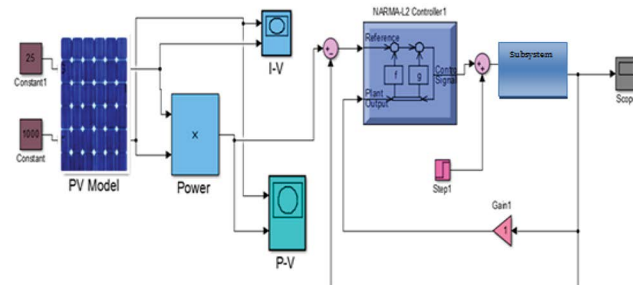 25
Constant1
1000
Constant
PV Model
I-V
x
Power
P-V
NARMA-L2 Controller1
Reference
f
g
Plant
Output
Signal
Step1
Subsystem
Gain1
1
Scope